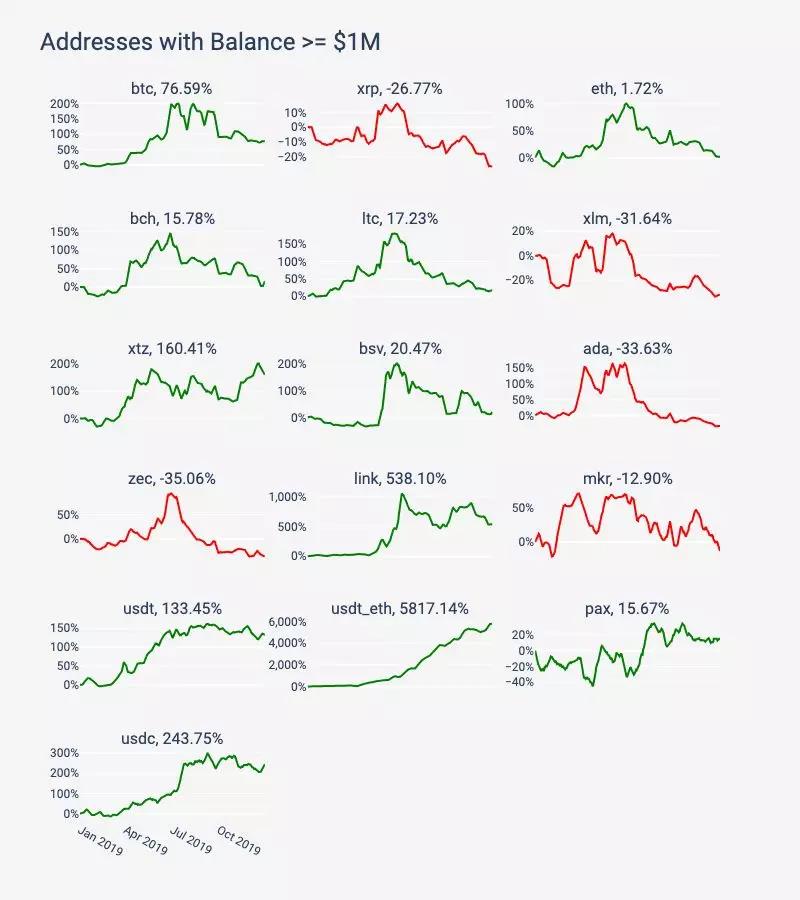 Addresses with Balance >= $1M
btc, 76.59%
200%
150%
100%
50%
0%
xrp, -26.77%
10%
0%
−10%
−20%
eth, 1.72%
100%
50%
0%
bch, 15.78%
150%
100%
50%
0%
ltc, 17.23%
150%
100%
50%
0%
xlm, -31.64%
20%
0%
−20%
xtz, 160.41%
200%
100%
0%
bsv, 20.47%
200%
100%
0%
ada, -33.63%
150%
100%
50%
0%
zec, -35.06%
50%
0%
link, 538.10%
1,000%
500%
0%
mkr, -12.90%
50%
0%
usdt, 133.45%
150%
100%
50%
0%
usdt_eth, 5817.14%
6,000%
4,000%
2,000%
0%
pax, 15.67%
20%
0%
−20%
−40%
usdc, 243.75%
300%
200%
100%
0%
Jan 2019
Apr 2019
Jul 2019
Oct 2019